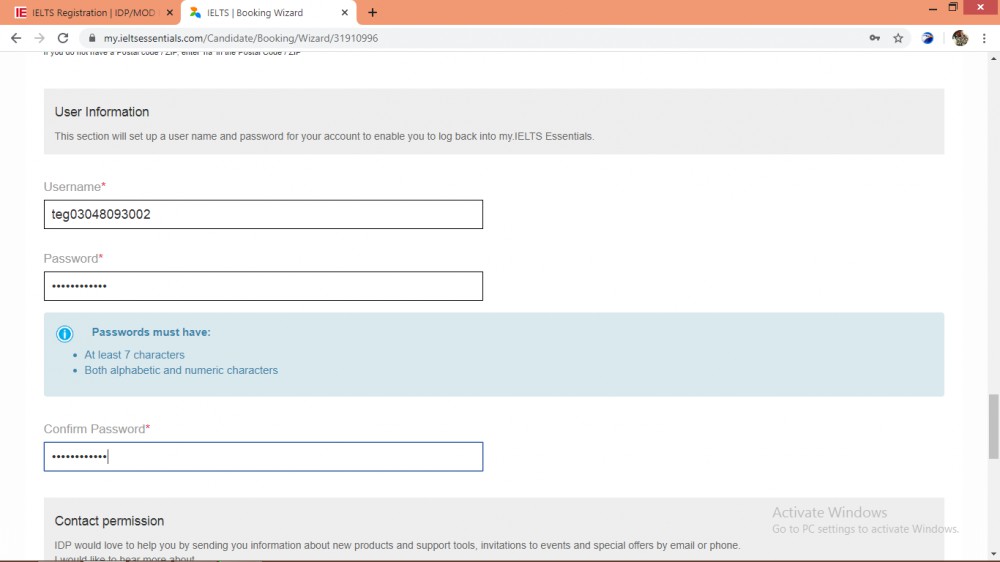 IELTS Registration | IDP/MOD
IELTS | Booking Wizard
my.ieltsessentials.com/Candidate/Booking/Wizard/31910996
If you do not have a Postal code / ZIP, enter 'na' in the Postal Code / ZIP
User Information
This section will set up a user name and password for your account to enable you to log back into my.IELTS Essentials.
Username*
teg03048093002
Password*
••••••••••••
Passwords must have:
• At least 7 characters
• Both alphabetic and numeric characters
Confirm Password*
••••••••••••
Contact permission
IDP would love to help you by sending you information about new products and support tools, invitations to events and special offers by email or phone.
I would like to hear more about
Activate Windows
Go to PC settings to activate Windows.